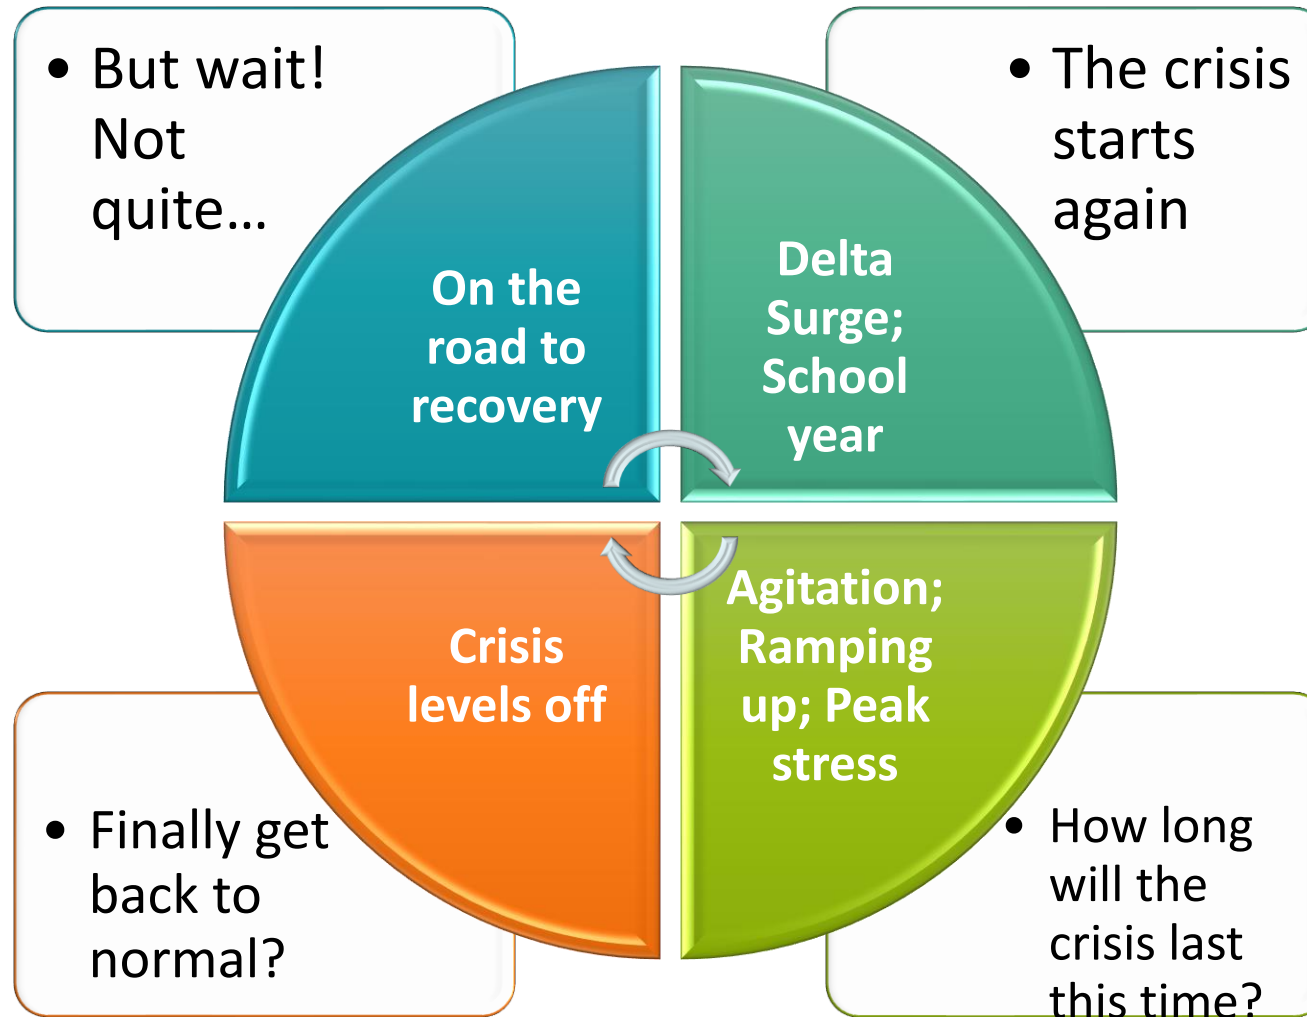 • But wait!
Not
quite…
On the
road to
recovery
• The crisis
starts
again
Delta
Surge;
School
year
Agitation;
Ramping
up; Peak
stress
• How long
will the
crisis last
this time?
Crisis
levels off
• Finally get
back to
normal?